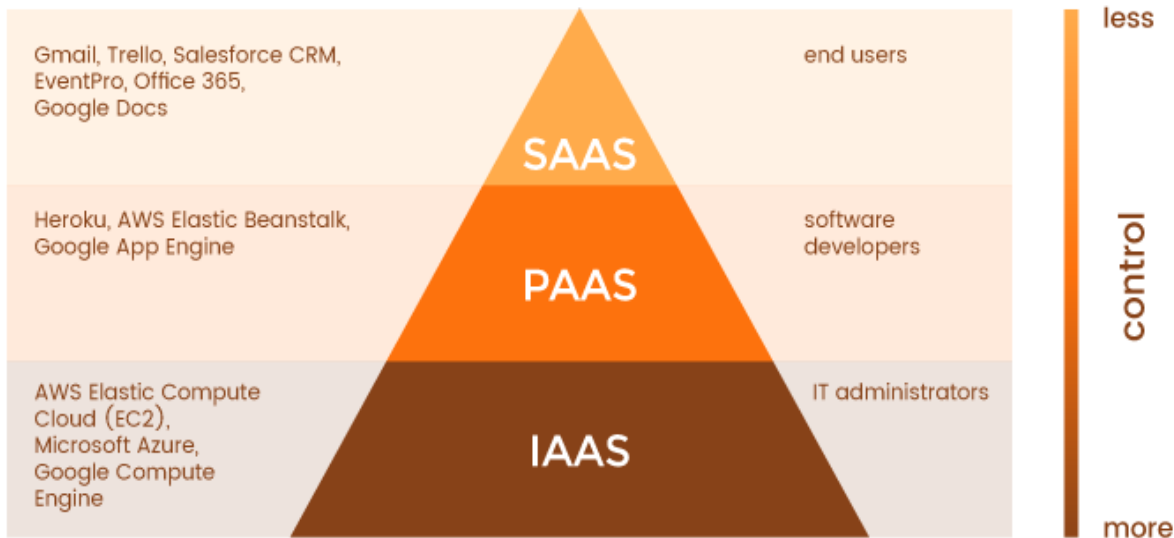 Gmail, Trello, Salesforce CRM,
EventPro, Office 365,
Google Docs
SAAS
end users
less
Heroku, AWS Elastic Beanstalk,
Google App Engine
PAAS
software
developers
control
AWS Elastic Compute
Cloud (EC2),
Microsoft Azure,
Google Compute
Engine
IAAS
IT administrators
more